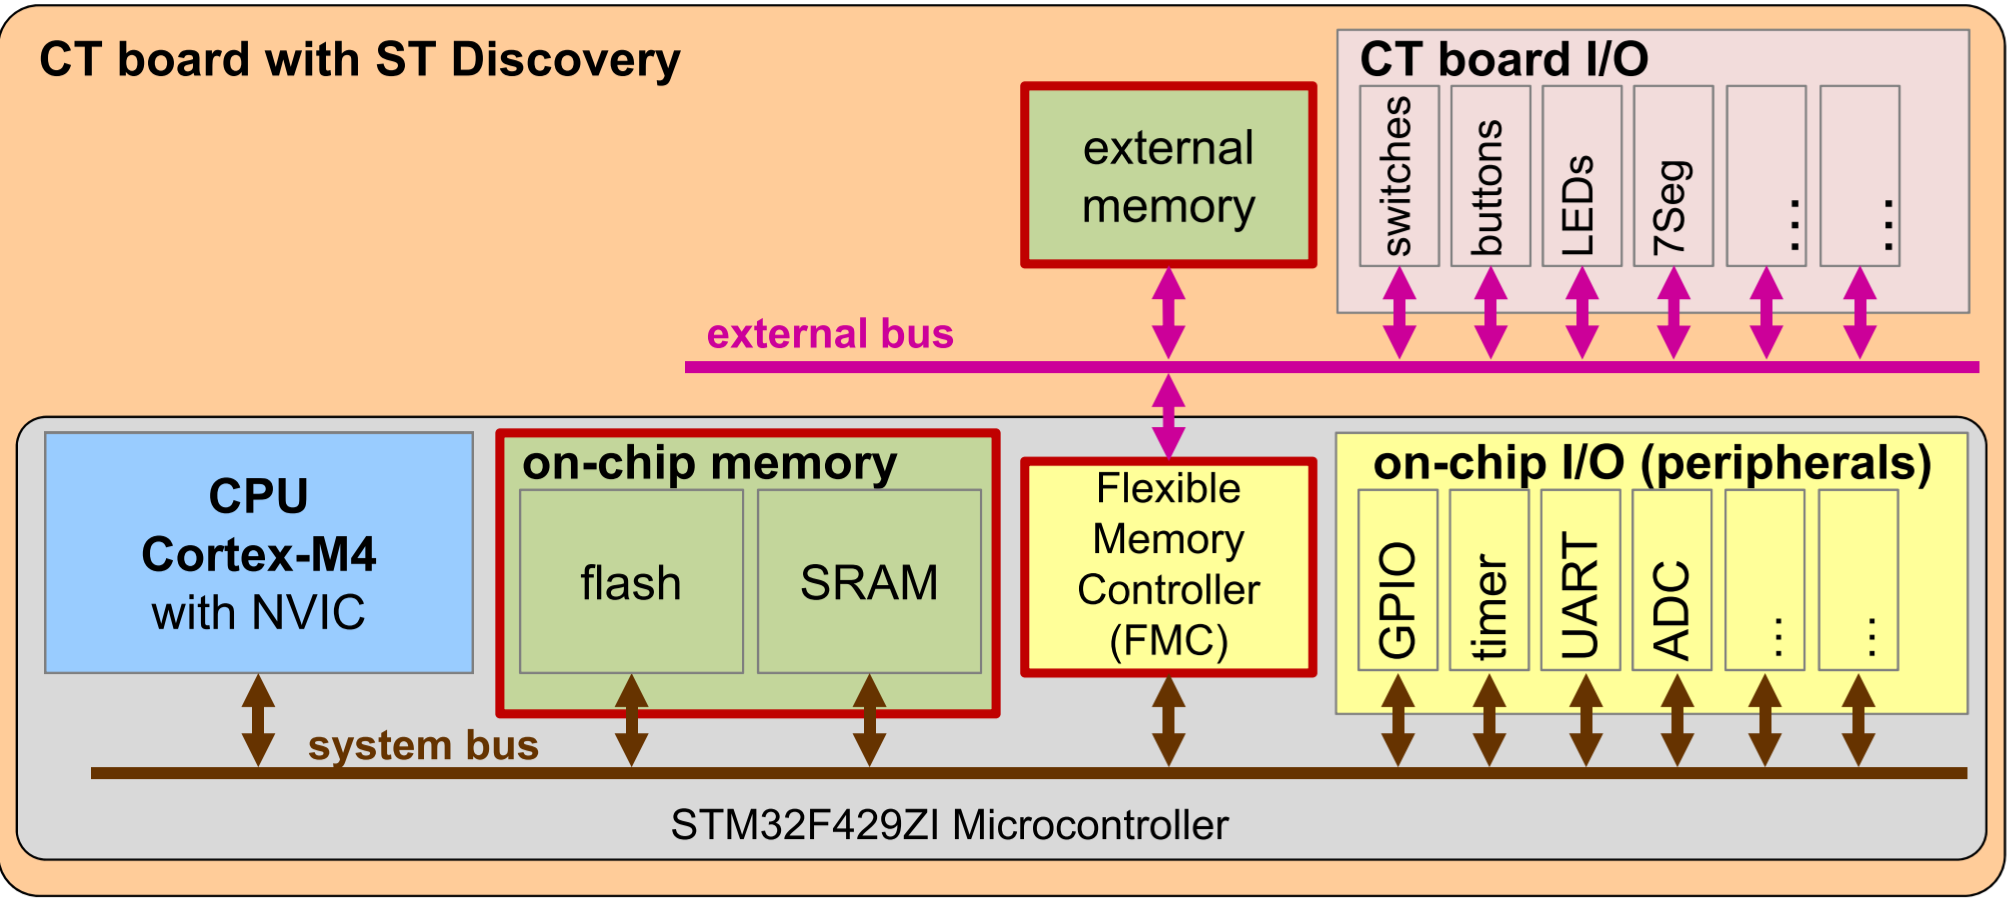 CT board with ST Discovery
external
memory
CT board I/O
switches
buttons
LEDs
7Seg
...
...
external bus
CPU
Cortex-M4
with NVIC
on-chip memory
flash
SRAM
Flexible
Memory
Controller
(FMC)
on-chip I/O (peripherals)
GPIO
timer
UART
ADC
...
...
system bus
STM32F429ZI Microcontroller